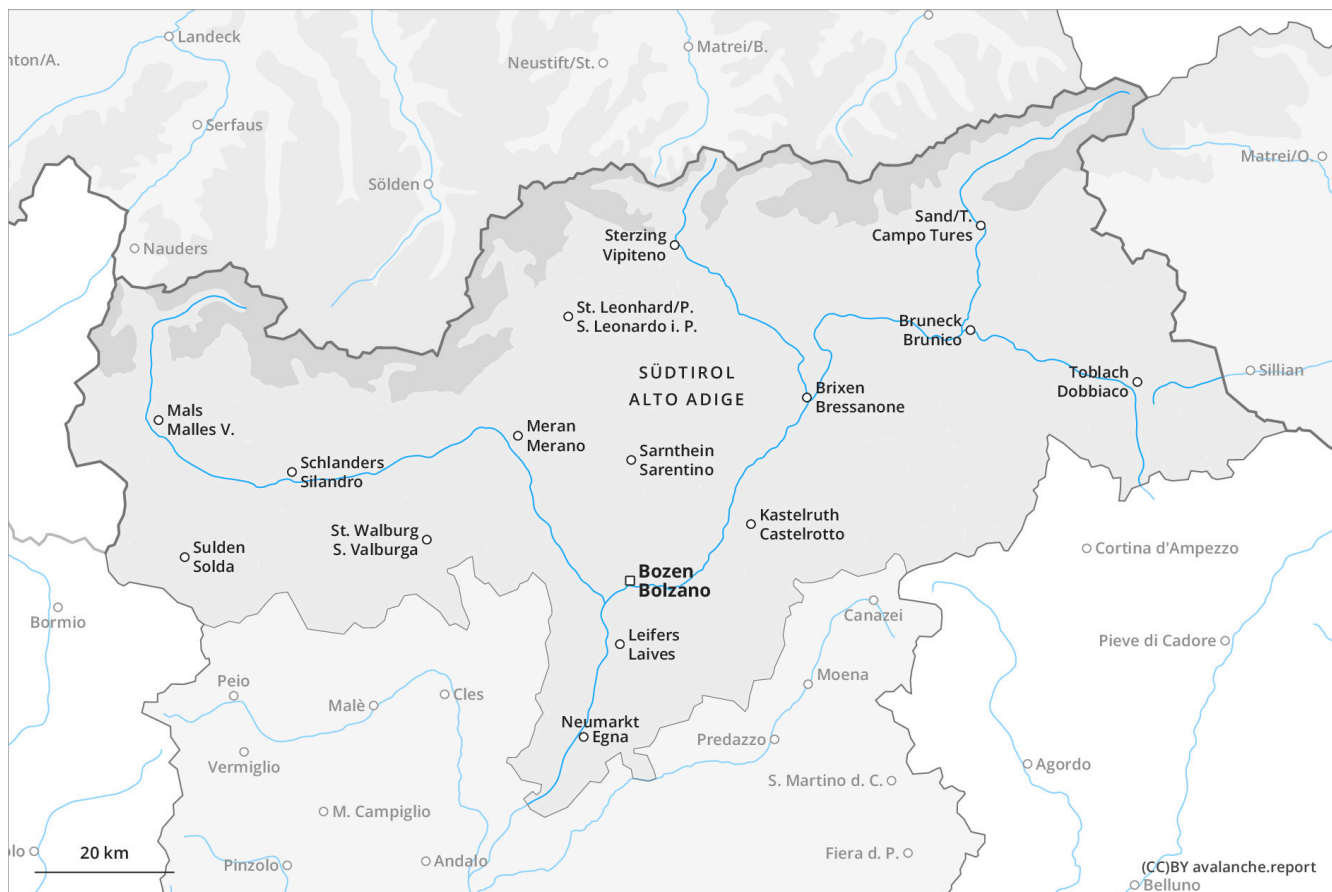 Landeck
nton/A.
Matrei/B.
Neustift/St.
Serfaus
Matrei/O.
Sölden
Sand/T.
Campo Tures
Sterzing
Vipiteno
Nauders
St. Leonhard/P.
S. Leonardo i. P.
Bruneck
Brunico
SÜDTIROL
ALTO ADIGE
Toblach
Dobbiaco
Sillian
Brixen
Bressanone
Mals
Malles V.
Meran
Merano
Sarnthein
Sarentino
Schlanders
Silandro
Kastelruth
Castelrotto
St. Walburg
S. Valburga
Sulden
Solda
Cortina d'Ampezzo
Bozen
Bolzano
Bormio
Canazei
Leifers
Laives
Pieve di Cadore
Peio
Moena
Malè
Cles
Neumarkt
Egna
Predazzo
Vermiglio
Agordo
S. Martino d. C.
M. Campiglio
20 km
olo
Pinzolo
Andalo
Fiera d. P.
(CC)BY avalanche.report
Belluno